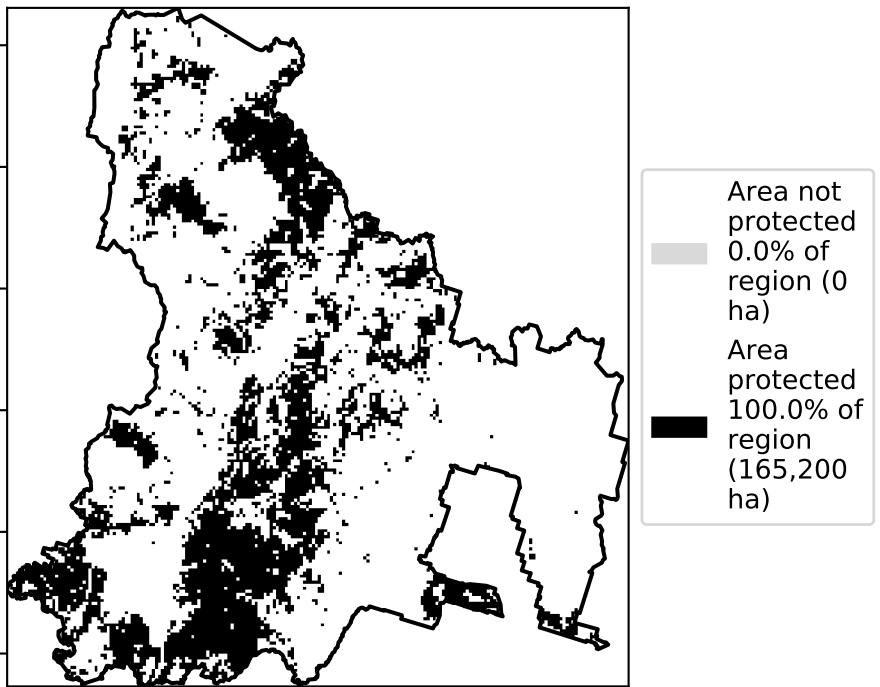 Area not
protected
0.0% of
region (0
ha)
Area
protected
100.0% of
region
(165,200
ha)